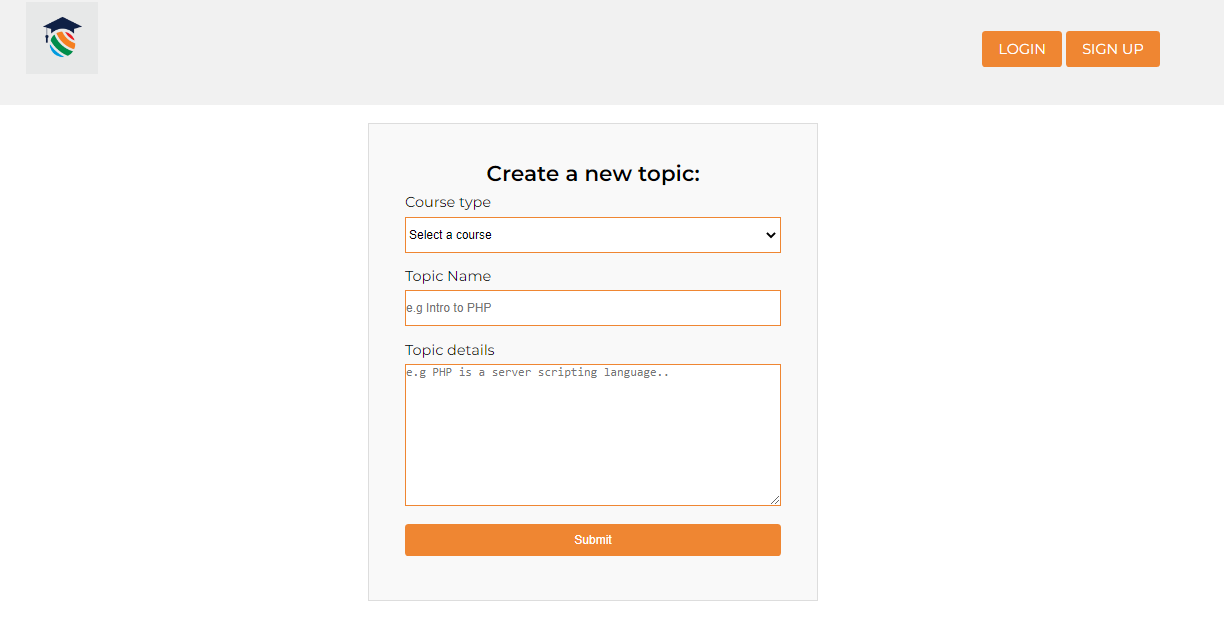 LOGIN SIGN UP
Create a new topic:
Course type
Select a course
Topic Name
e.g Intro to PHP
Topic details
e.g PHP is a server scripting language..
Submit